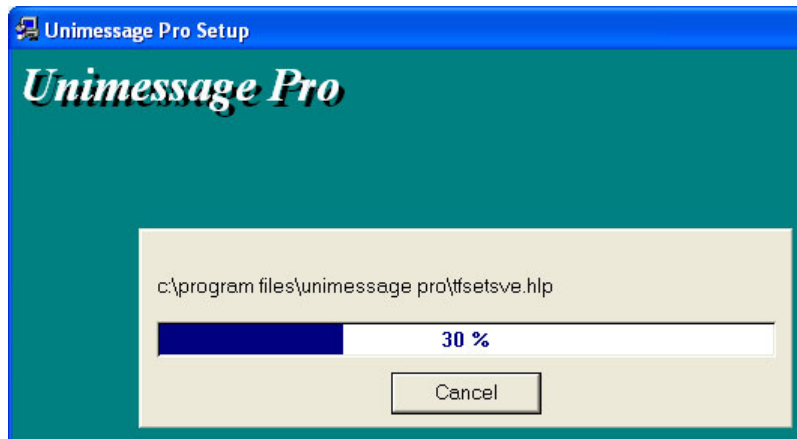 Unimessage Pro Setup
Unimessage Pro
c:\program files\unimessage pro\tfsetsve.hlp
30 %
Cancel